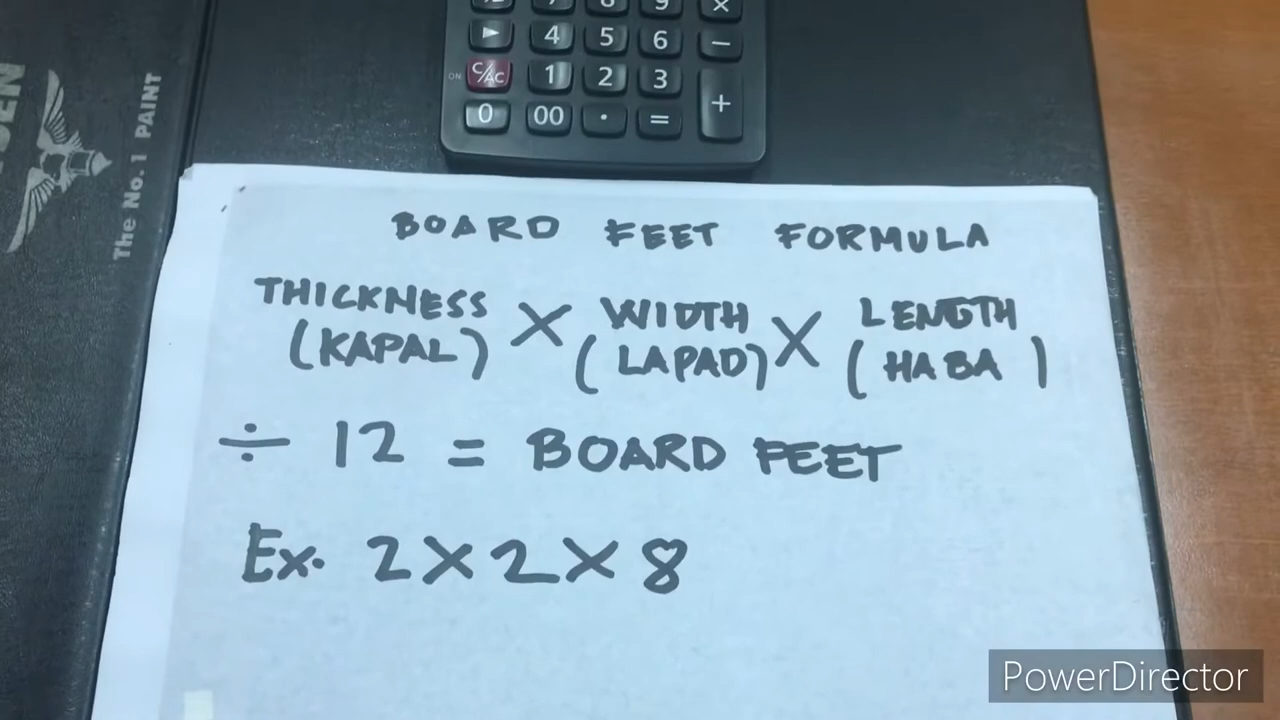 4 5 6 −
ON C/AC 1 2 3 +
0 00 . =
The No. 1 PAINT
BOARD FEET FORMULA
THICKNESS X WIDTH X LENGTH
(KAPAL) (LAPAD) (HABA)
÷ 12 = BOARD FEET
Ex. 2 X 2 X 8
PowerDirector